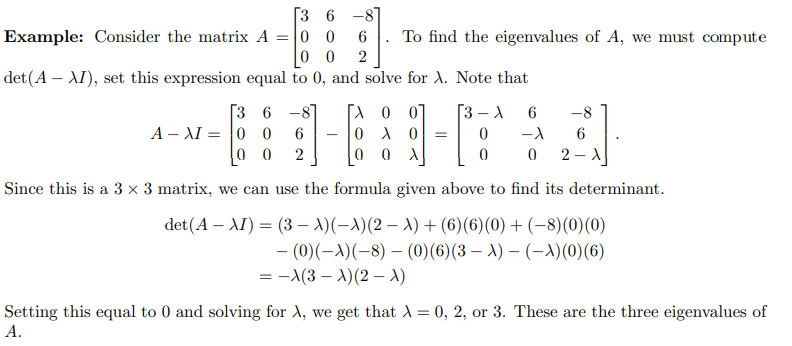 Example: Consider the matrix A = [3 6 −8; 0 0 6; 0 0 2]. To find the eigenvalues of A, we must compute
det(A − λI), set this expression equal to 0, and solve for λ. Note that
A − λI = [3 6 −8; 0 0 6; 0 0 2] − [λ 0 0; 0 λ 0; 0 0 λ] = [3 − λ 6 −8; 0 −λ 6; 0 0 2 − λ].
Since this is a 3 × 3 matrix, we can use the formula given above to find its determinant.
det(A − λI) = (3 − λ)(−λ)(2 − λ) + (6)(6)(0) + (−8)(0)(0)
− (0)(−λ)(−8) − (0)(6)(3 − λ) − (−λ)(0)(6)
= −λ(3 − λ)(2 − λ)
Setting this equal to 0 and solving for λ, we get that λ = 0, 2, or 3. These are the three eigenvalues of
A.